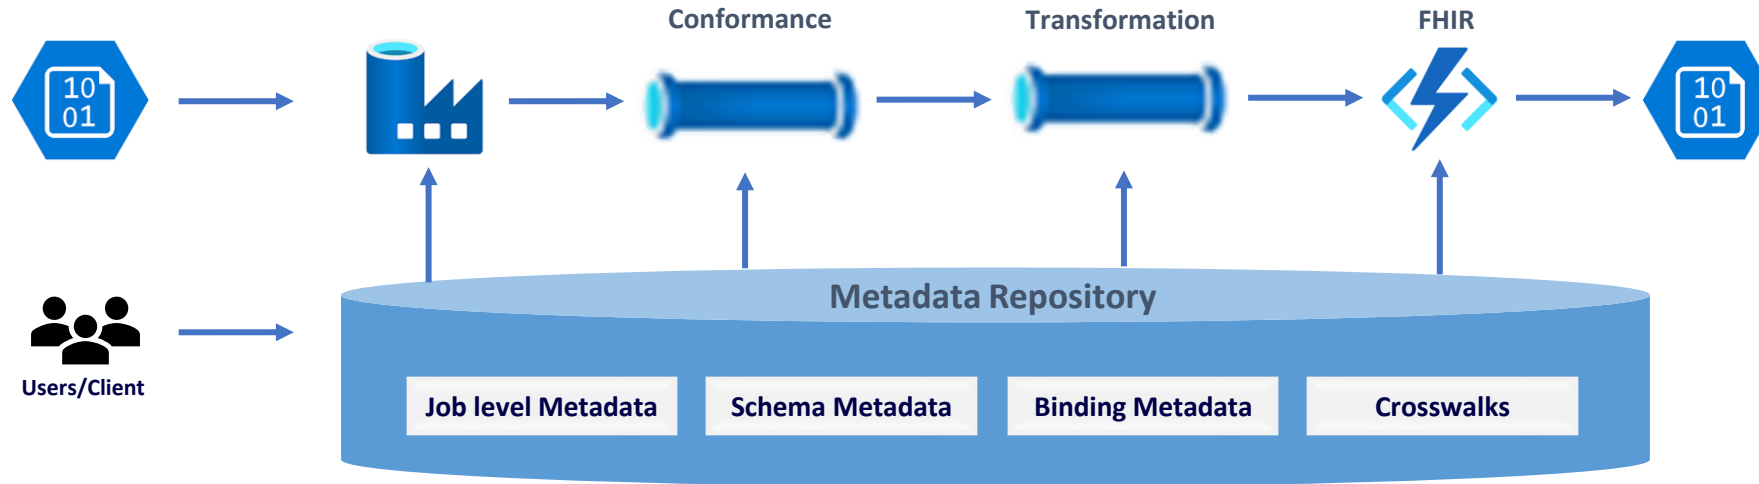 Conformance
Transformation
FHIR
10
01
10
01
Metadata Repository
Users/Client
Job level Metadata
Schema Metadata
Binding Metadata
Crosswalks